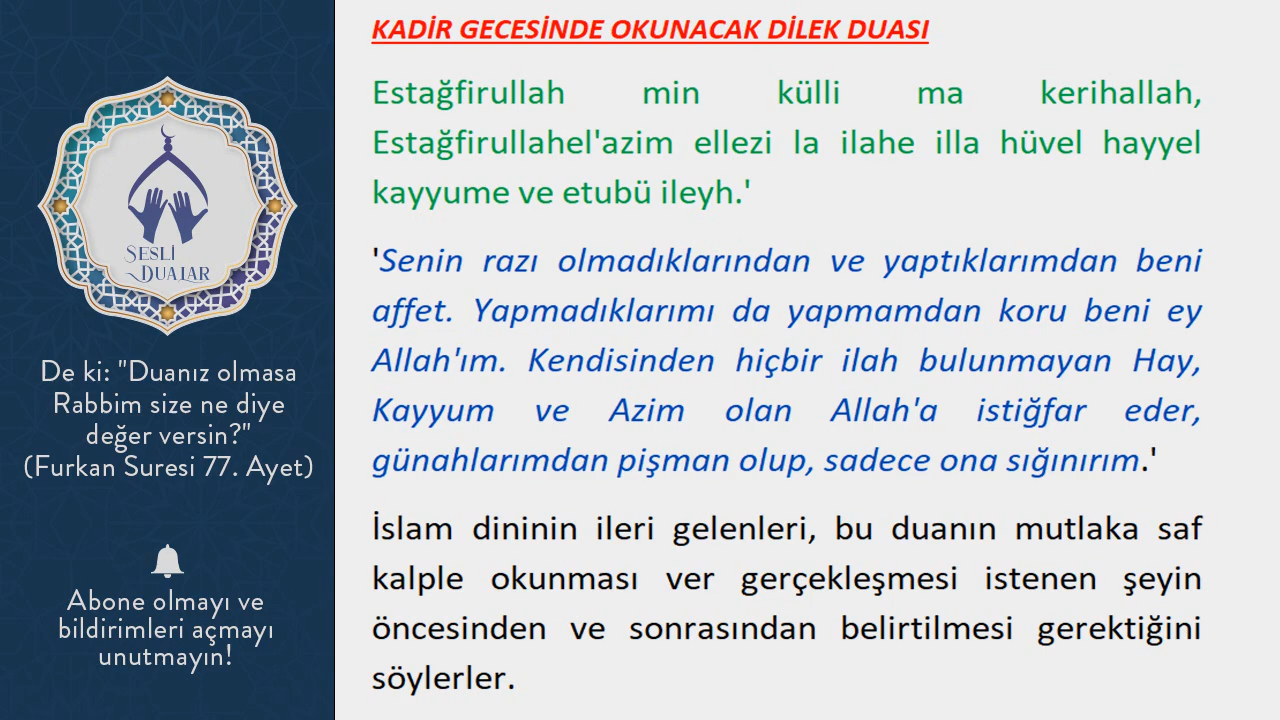 SESLİ
DUALAR
De ki: "Duanız olmasa
Rabbim size ne diye
değer versin?"
(Furkan Suresi 77. Ayet)
Abone olmayı ve
bildirimleri açmayı
unutmayın!
KADİR GECESİNDE OKUNACAK DİLEK DUASI
Estağfirullah min külli ma kerihallah,
Estağfirullahel'azim ellezi la ilahe illa hüvel hayyel
kayyume ve etubü ileyh.'
'Senin razı olmadıklarından ve yaptıklarımdan beni
affet. Yapmadıklarımı da yapmamdan koru beni ey
Allah'ım. Kendisinden hiçbir ilah bulunmayan Hay,
Kayyum ve Azim olan Allah'a istiğfar eder,
günahlarımdan pişman olup, sadece ona sığınırım.'
İslam dininin ileri gelenleri, bu duanın mutlaka saf
kalple okunması ver gerçekleşmesi istenen şeyin
öncesinden ve sonrasından belirtilmesi gerektiğini
söylerler.